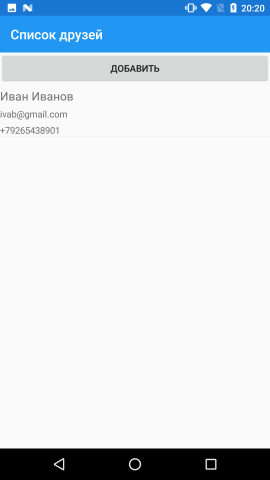 20:20
Список друзей
ДОБАВИТЬ
Иван Иванов
ivab@gmail.com
+79265438901